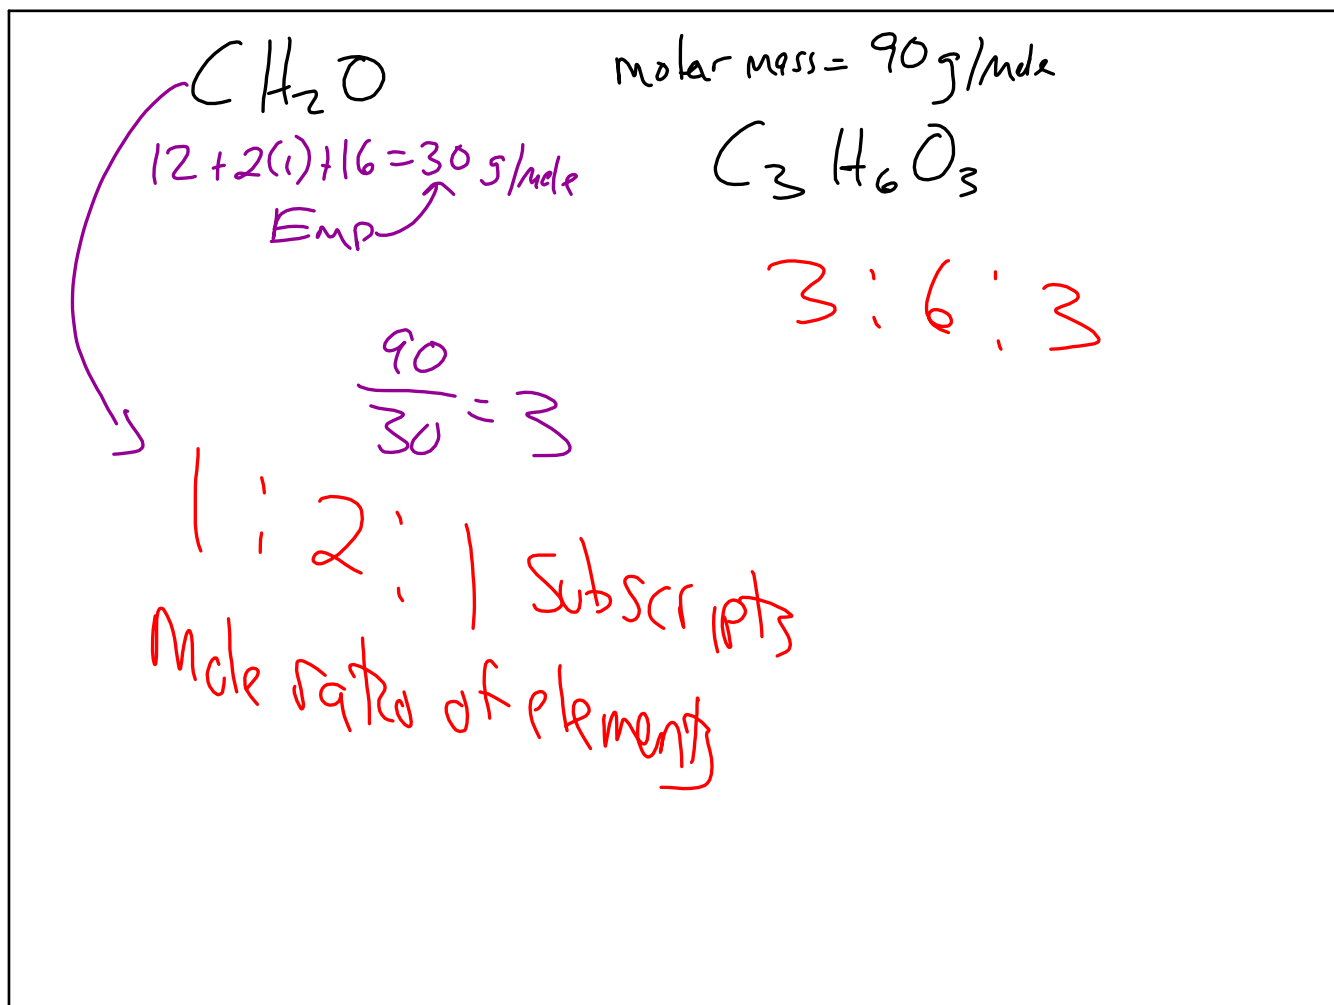 CH₂O
molar mass = 90 g/mole
12 + 2(1) + 16 = 30 g/mole
Emp
C₃H₆O₃
3 : 6 : 3
90
30
= 3
1 : 2 : 1 Subscripts
Mole ratio of elements